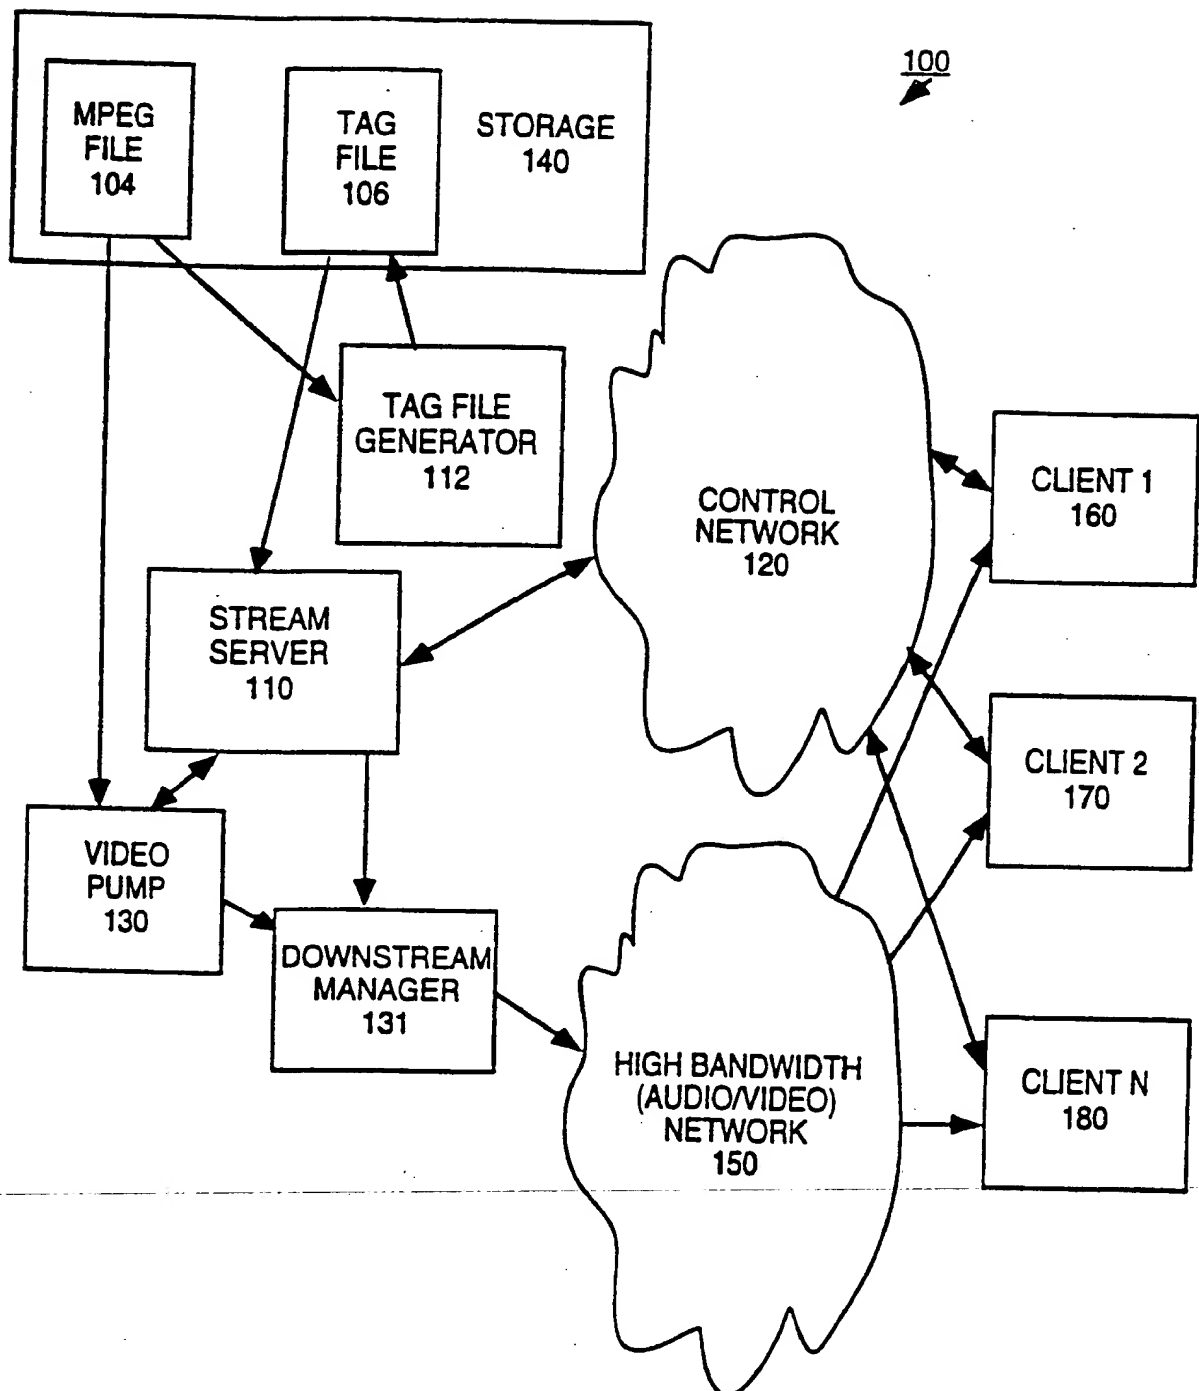 100
MPEG
FILE
104
TAG
FILE
106
STORAGE
140
TAG FILE
GENERATOR
112
CONTROL
NETWORK
120
CLIENT 1
160
STREAM
SERVER
110
CLIENT 2
170
VIDEO
PUMP
130
DOWNSTREAM
MANAGER
131
HIGH BANDWIDTH
(AUDIO/VIDEO)
NETWORK
150
CLIENT N
180